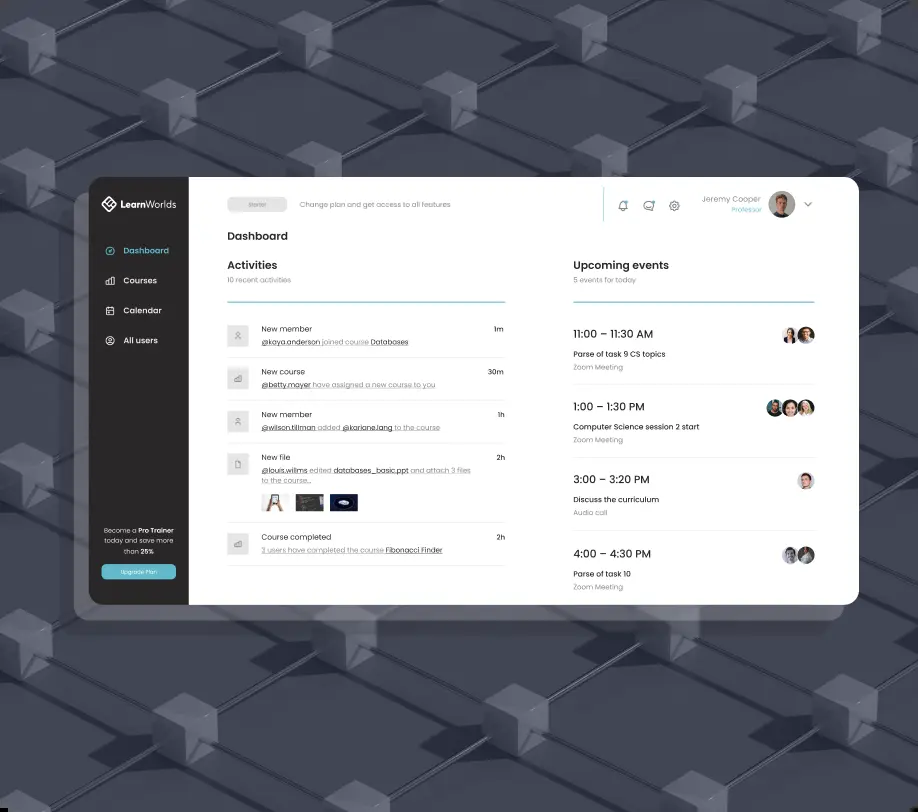 LearnWorlds
Dashboard
Courses
Calendar
All users
Become a Pro Trainer
today and save more
than 25%
Upgrade Plan
Change plan and get access to all features
Jeremy Cooper
Professor
Dashboard
Activities
10 recent activities
New member
1m
@kaya.anderson joined course Databases
New course
30m
@betty.mayer have assigned a new course to you
New member
1h
@wilson.tillman added @kariane.lang to the course
New file
2h
@louis.willms edited databases_basic.ppt and attach 3 files
to the course...
Course completed
2h
3 users have completed the course Fibonacci Finder
Upcoming events
5 events for today
11:00 – 11:30 AM
Parse of task 9 CS topics
Zoom Meeting
1:00 – 1:30 PM
Computer Science session 2 start
Zoom Meeting
3:00 – 3:20 PM
Discuss the curriculum
Audio call
4:00 – 4:30 PM
Parse of task 10
Zoom Meeting